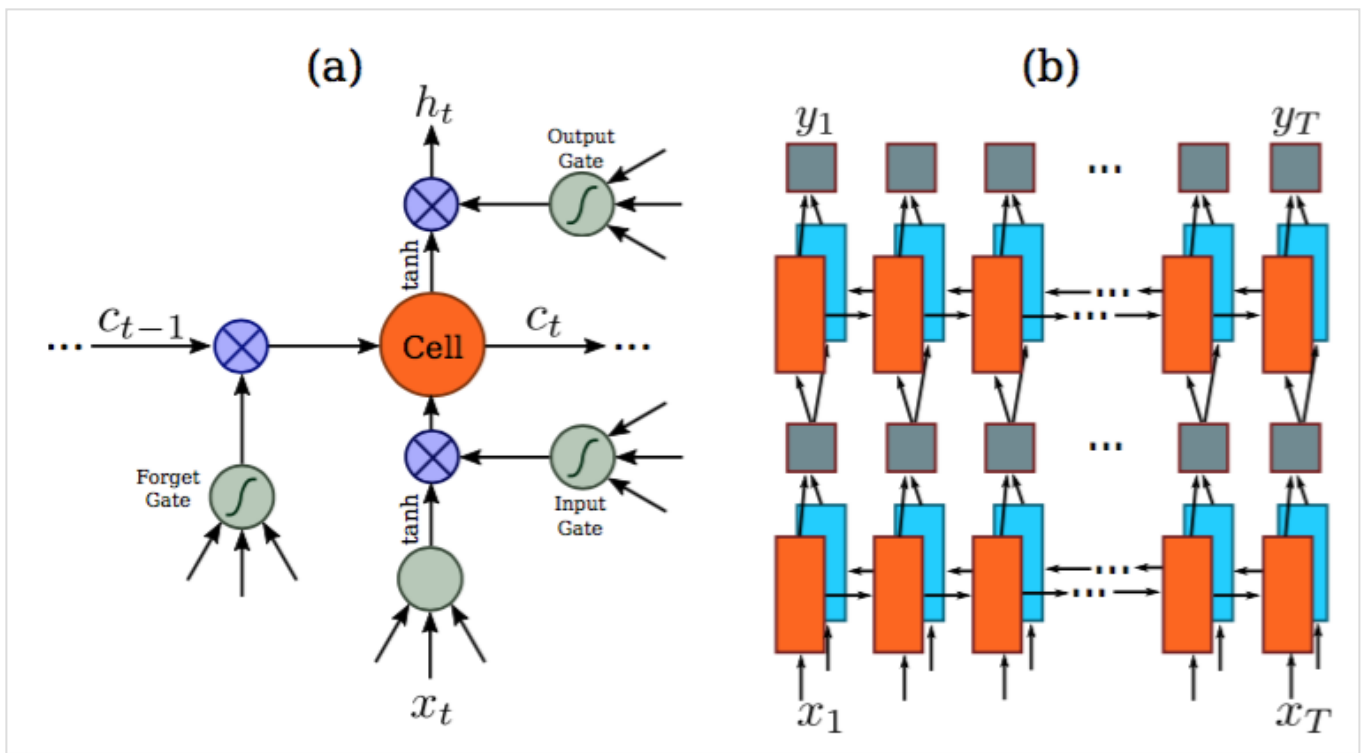 (a)
h_t
Output
Gate
tanh
... c_{t-1}
Cell
c_t ...
Forget
Gate
tanh
Input
Gate
x_t
(b)
y_1
y_T
...
...
...
...
...
...
x_1
x_T